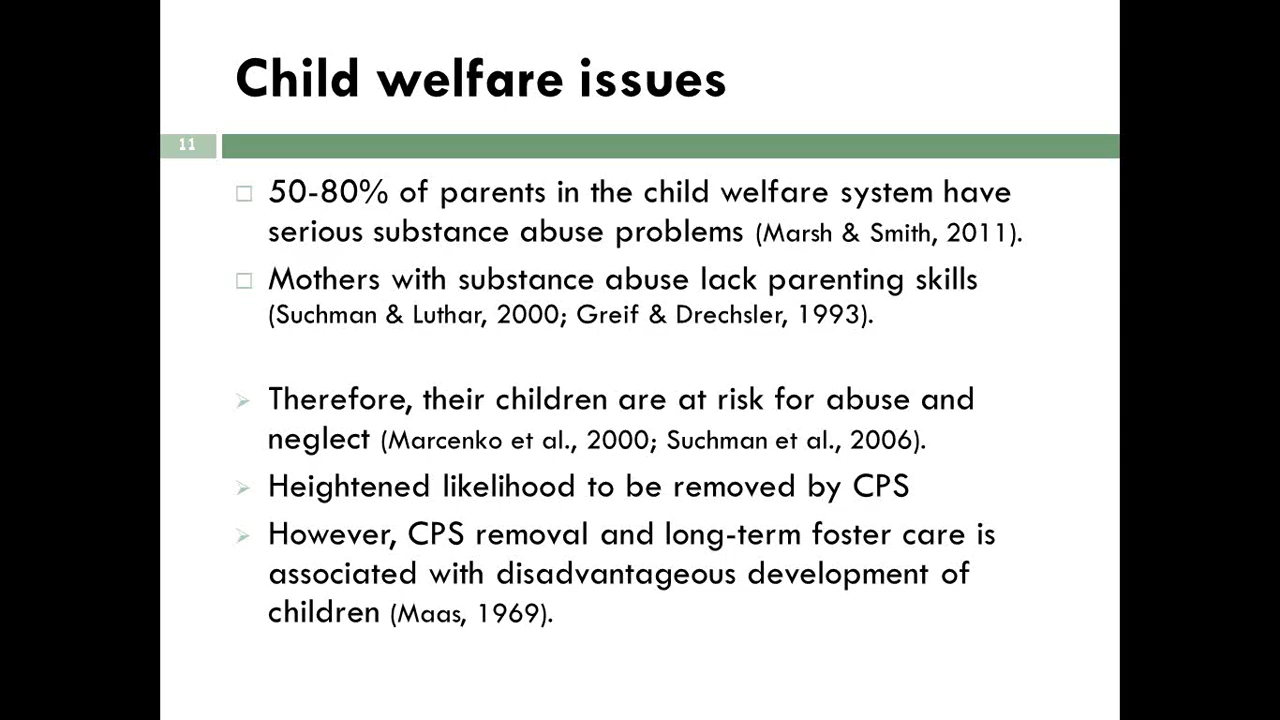 Child welfare issues
11
50-80% of parents in the child welfare system have
serious substance abuse problems (Marsh & Smith, 2011).
Mothers with substance abuse lack parenting skills
(Suchman & Luthar, 2000; Greif & Drechsler, 1993).
Therefore, their children are at risk for abuse and
neglect (Marcenko et al., 2000; Suchman et al., 2006).
Heightened likelihood to be removed by CPS
However, CPS removal and long-term foster care is
associated with disadvantageous development of
children (Maas, 1969).